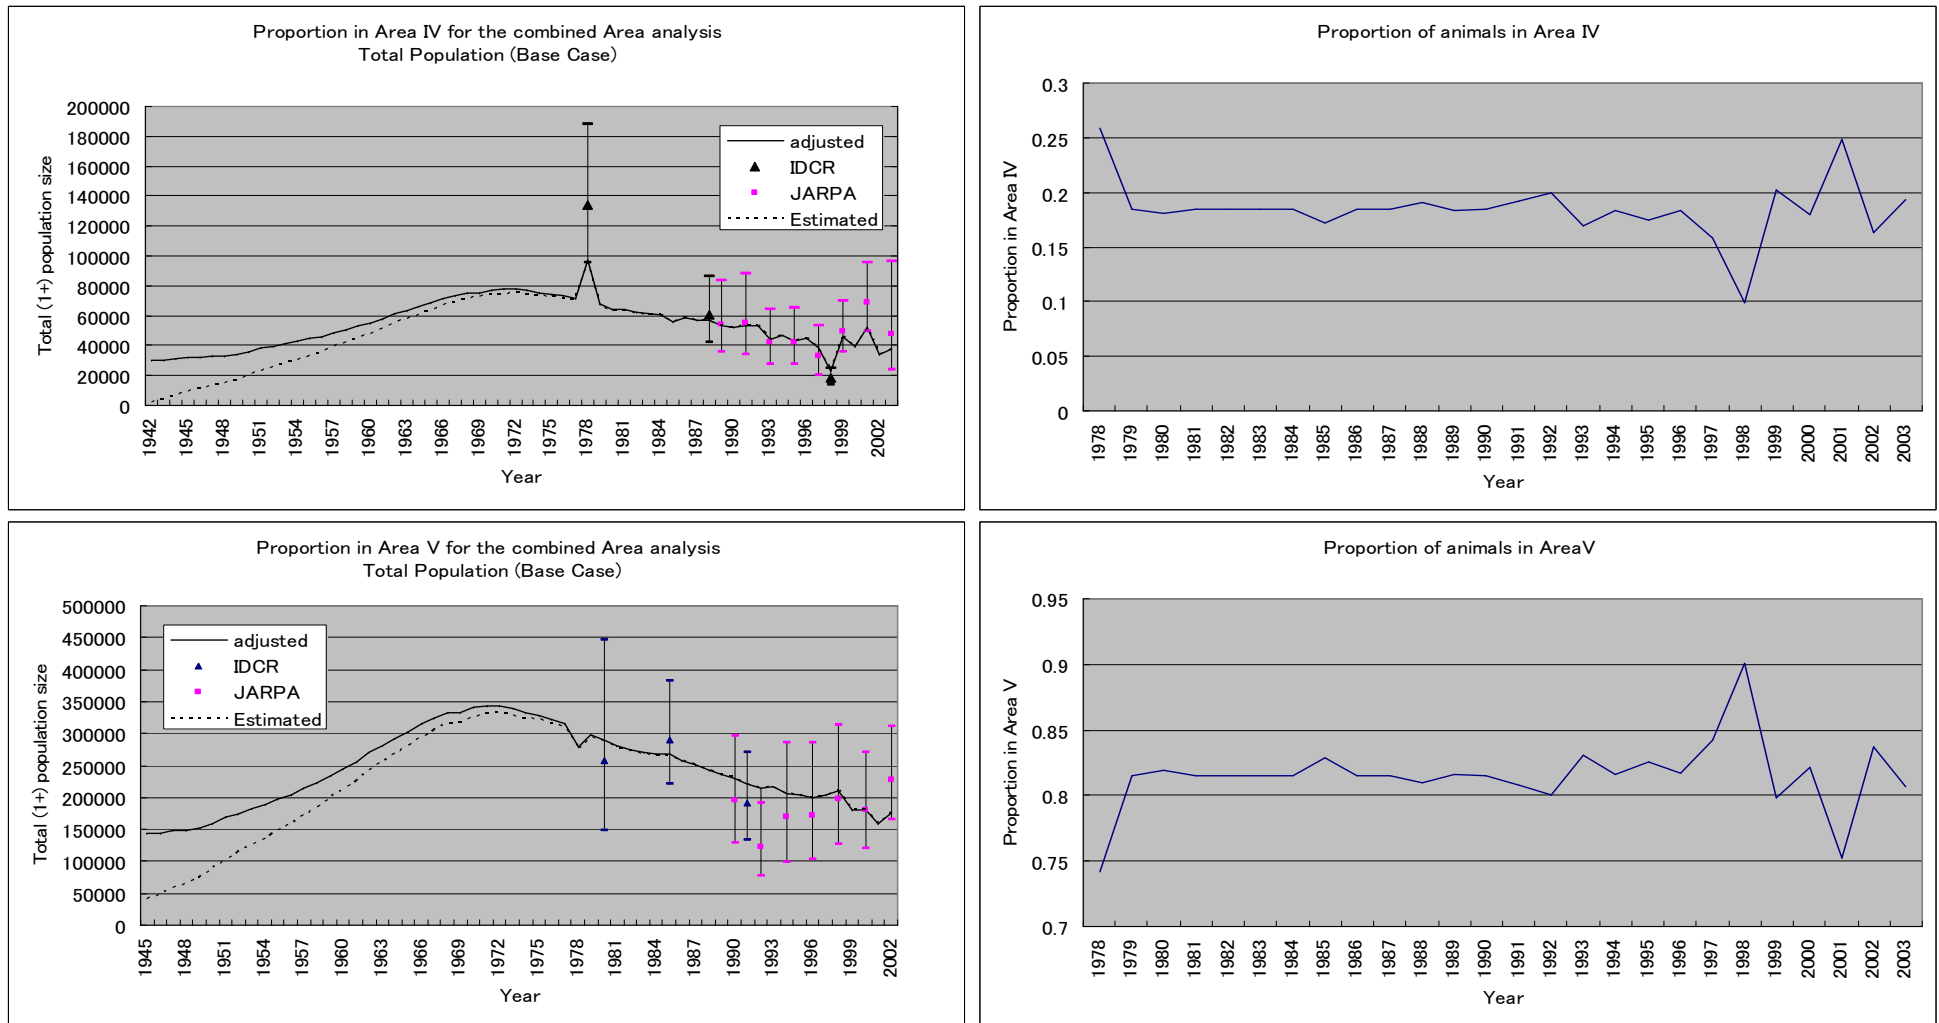 Proportion in Area IV for the combined Area analysis
Total Population (Base Case)
200000
180000
160000
140000
120000
100000
80000
60000
40000
20000
0
Total (1+) population size
adjusted
IDCR
JARPA
Estimated
1942 1945 1948 1951 1954 1957 1960 1963 1966 1969 1972 1975 1978 1981 1984 1987 1990 1993 1996 1999 2002
Year
Proportion of animals in Area IV
0.3
0.25
0.2
0.15
0.1
0.05
0
Proportion in Area IV
1978 1979 1980 1981 1982 1983 1984 1985 1986 1987 1988 1989 1990 1991 1992 1993 1994 1995 1996 1997 1998 1999 2000 2001 2002 2003
Year
Proportion in Area V for the combined Area analysis
Total Population (Base Case)
500000
450000
400000
350000
300000
250000
200000
150000
100000
50000
0
Total (1+) population size
adjusted
IDCR
JARPA
Estimated
1945 1948 1951 1954 1957 1960 1963 1966 1969 1972 1975 1978 1981 1984 1987 1990 1993 1996 1999 2002
Year
Proportion of animals in AreaV
0.95
0.9
0.85
0.8
0.75
0.7
Proportion in Area V
1978 1979 1980 1981 1982 1983 1984 1985 1986 1987 1988 1989 1990 1991 1992 1993 1994 1995 1996 1997 1998 1999 2000 2001 2002 2003
Year